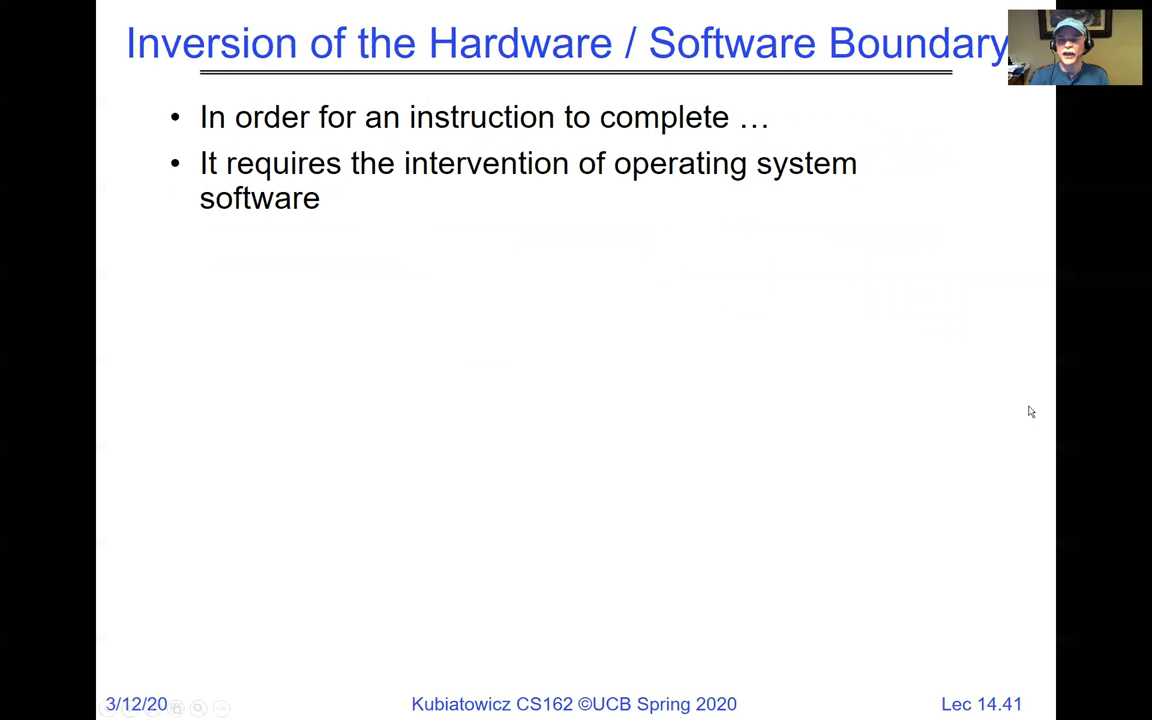 Inversion of the Hardware / Software Boundary
• In order for an instruction to complete …
• It requires the intervention of operating system
software
3/12/20 Kubiatowicz CS162 ©UCB Spring 2020 Lec 14.41